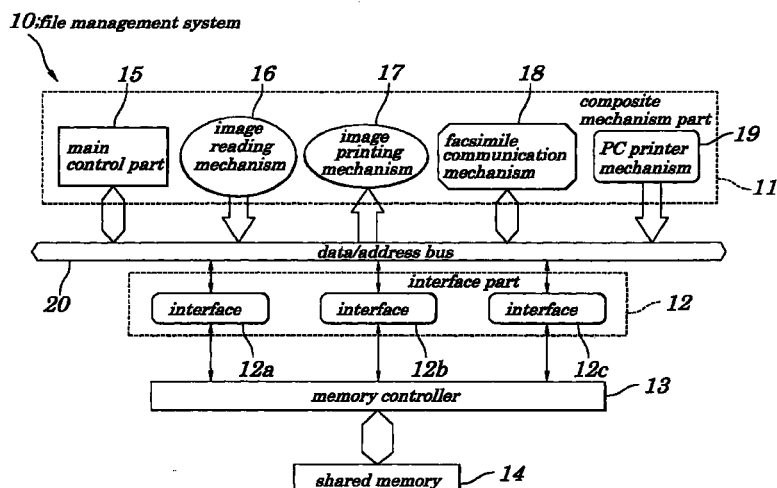 10;file management system
15
16
17
18
composite
mechanism part
19
main
control part
image
reading
mechanism
image
printing
mechanism
facsimile
communication
mechanism
PC printer
mechanism
11
data/address bus
20
interface part
12
interface
interface
interface
12a
12b
12c
13
memory controller
shared memory
14